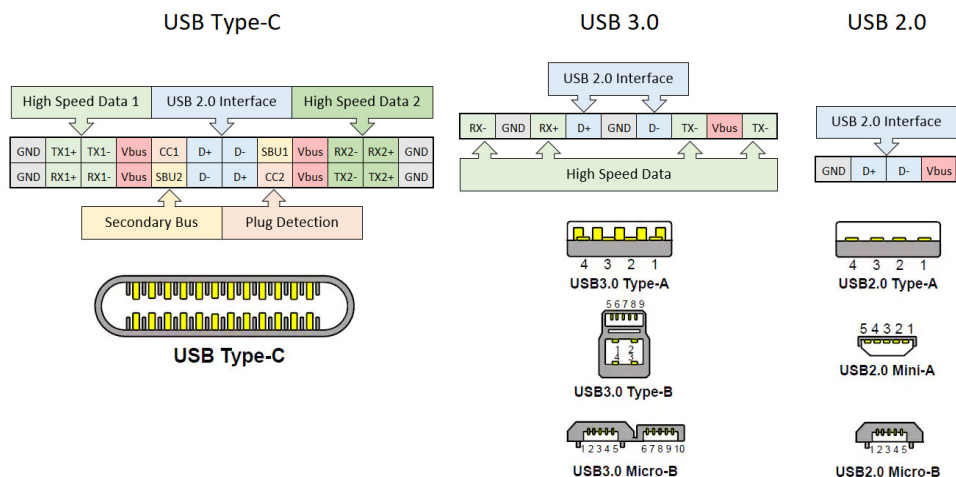 USB Type-C
USB 3.0
USB 2.0
High Speed Data 1
USB 2.0 Interface
High Speed Data 2
GND TX1+ TX1- Vbus CC1 D+ D- SBU1 Vbus RX2- RX2+ GND
GND RX1+ RX1- Vbus SBU2 D- D+ CC2 Vbus TX2- TX2+ GND
Secondary Bus
Plug Detection
USB Type-C
USB 2.0 Interface
RX- GND RX+ D+ GND D- TX- Vbus TX-
High Speed Data
4 3 2 1
USB3.0 Type-A
5 6 7 8 9
1 2
4 3
USB3.0 Type-B
1 2 3 4 5 6 7 8 9 10
USB3.0 Micro-B
USB 2.0 Interface
GND D+ D- Vbus
4 3 2 1
USB2.0 Type-A
5 4 3 2 1
USB2.0 Mini-A
1 2 3 4 5
USB2.0 Micro-B